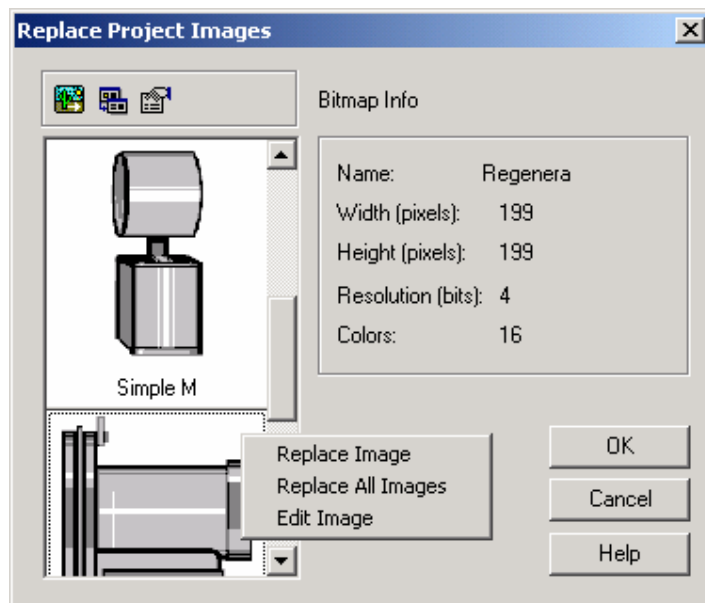 Replace Project Images
Bitmap Info
Name: Regenera
Width (pixels): 199
Height (pixels): 199
Resolution (bits): 4
Colors: 16
Simple M
Replace Image
Replace All Images
Edit Image
OK
Cancel
Help